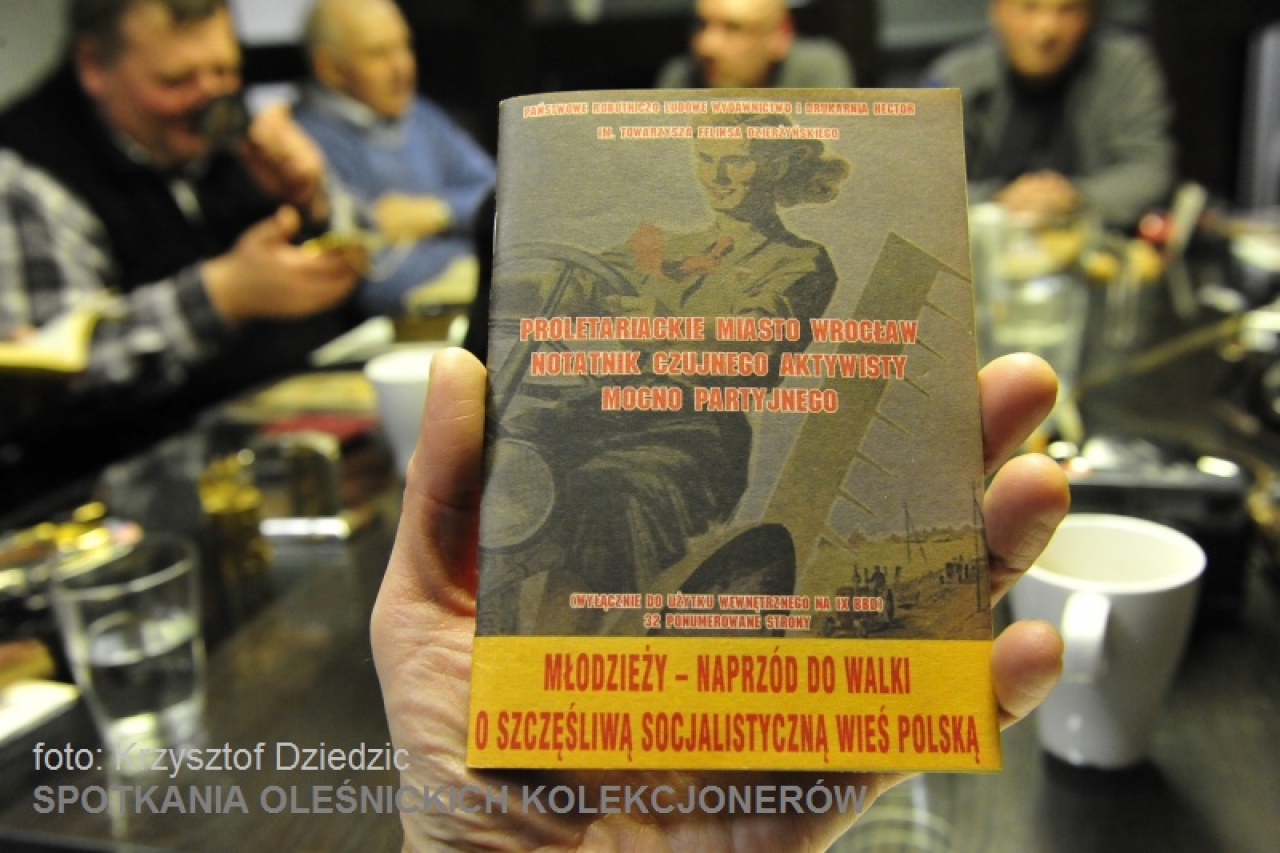 PAŃSTWOWE ROBOTNICZO LUDOWE WYDAWNICTWO I DRUKARNIA HECTOR
IM. TOWARZYSZA FELIKSA DZIERŻYŃSKIEGO
PROLETARIACKIE MIASTO WROCŁAW
NOTATNIK CZUJNEGO AKTYWISTY
MOCNO PARTYJNEGO
(WYŁĄCZNIE DO UŻYTKU WEWNĘTRZNEGO NA IX BBD)
32 PONUMEROWANE STRONY
MŁODZIEŻY – NAPRZÓD DO WALKI
O SZCZĘŚLIWĄ SOCJALISTYCZNĄ WIEŚ POLSKĄ
foto: Krzysztof Dziedzic
SPOTKANIA OLEŚNICKICH KOLEKCJONERÓW